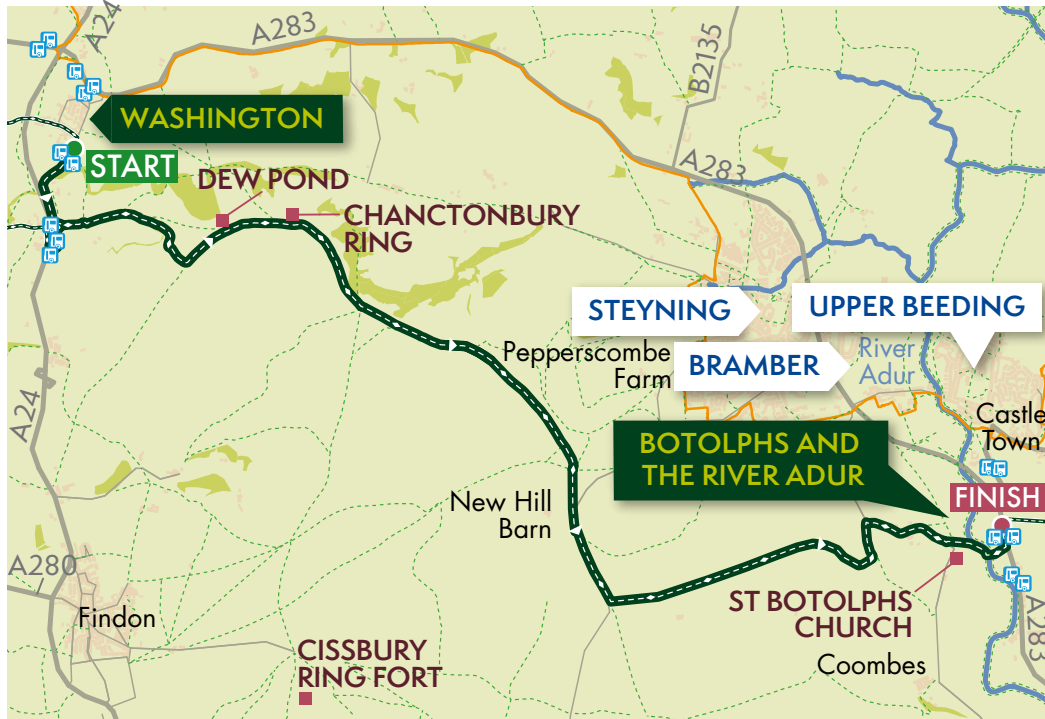 A24
A283
B2135
WASHINGTON
START
A283
DEW POND
CHANCTONBURY
RING
STEYNING
UPPER BEEDING
Pepperscombe
Farm
BRAMBER
River
Adur
A24
Castle
Town
BOTOLPHS AND
THE RIVER ADUR
New Hill
Barn
FINISH
A280
Findon
ST BOTOLPHS
CHURCH
CISSBURY
RING FORT
Coombes
A283